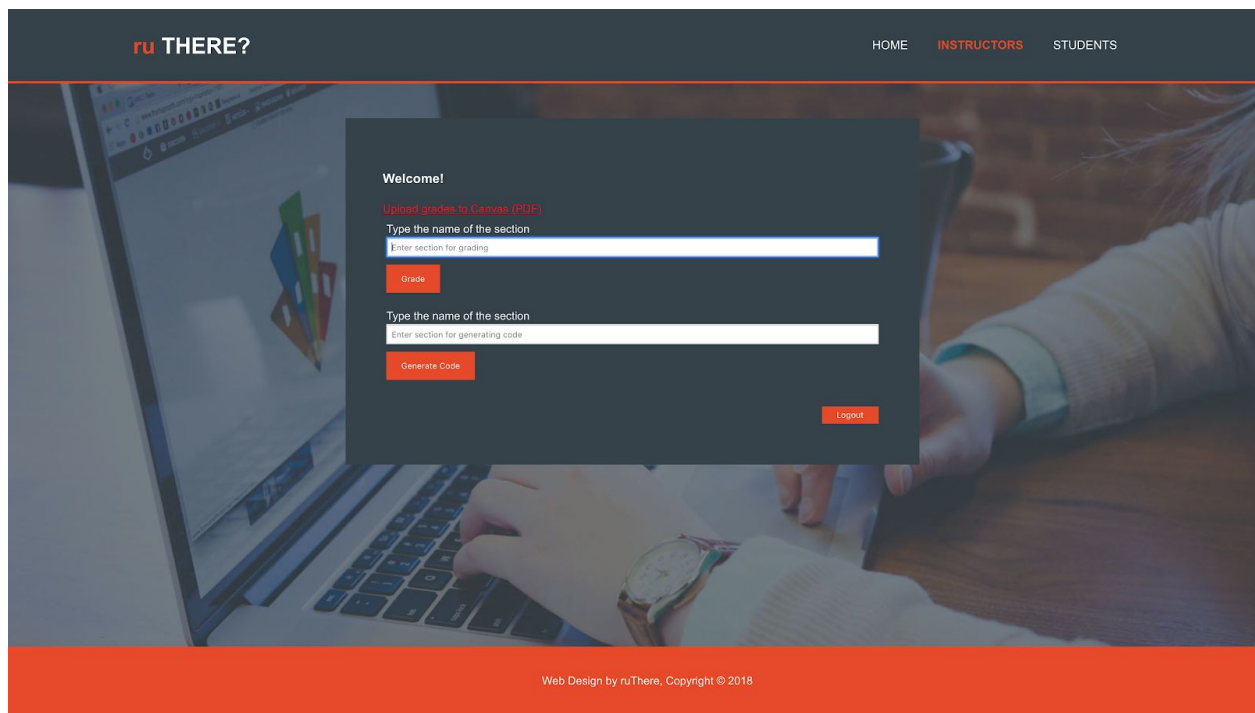 ru THERE?
HOME INSTRUCTORS STUDENTS
Welcome!
Upload grades to Canvas (PDF)
Type the name of the section
Enter section for grading
Grade
Type the name of the section
Enter section for generating code
Generate Code
Logout
Web Design by ruThere, Copyright © 2018